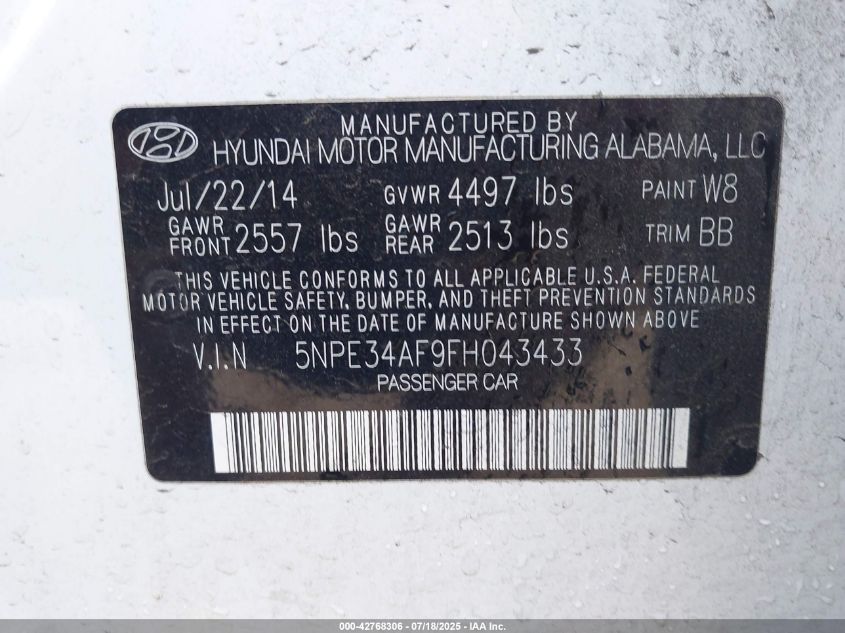 MANUFACTURED BY
HYUNDAI MOTOR MANUFACTURING ALABAMA, LLC
Jul/22/14 GVWR 4497 lbs PAINT W8
GAWR FRONT 2557 lbs GAWR REAR 2513 lbs TRIM BB
THIS VEHICLE CONFORMS TO ALL APPLICABLE U.S.A. FEDERAL
MOTOR VEHICLE SAFETY, BUMPER, AND THEFT PREVENTION STANDARDS
IN EFFECT ON THE DATE OF MANUFACTURE SHOWN ABOVE
V.I.N 5NPE34AF9FH043433
PASSENGER CAR
000-42768306 - 07/18/2025 - IAA Inc.